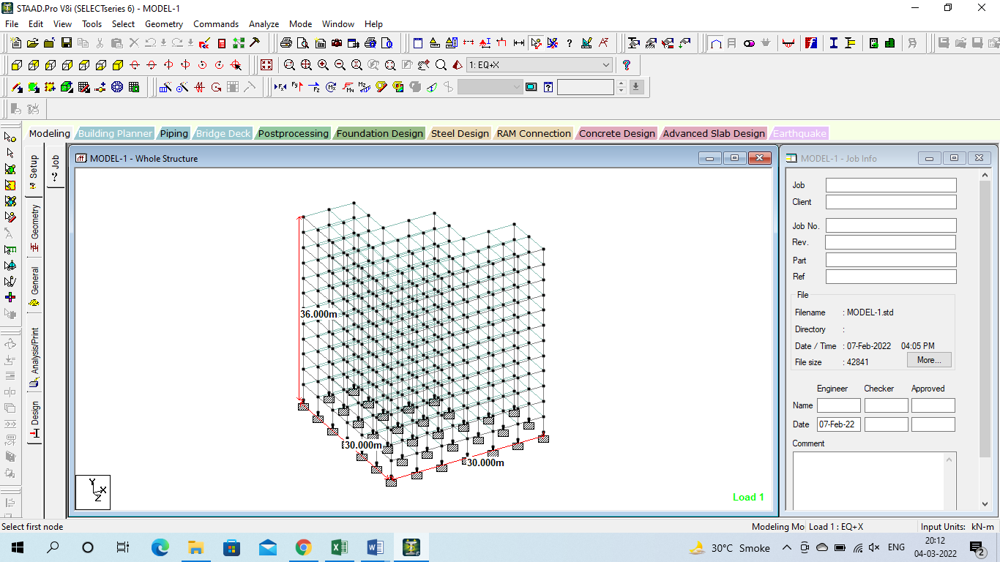 STAAD.Pro V8i (SELECTseries 6) - MODEL-1
File Edit View Tools Select Geometry Commands Analyze Mode Window Help
1: EQ+X
Modeling Building Planner Piping Bridge Deck Postprocessing Foundation Design Steel Design RAM Connection Concrete Design Advanced Slab Design Earthquake
Setup
Geometry
General
Analysis/Print
Design
Job
MODEL-1 - Whole Structure
36.000m
30.000m
30.000m
Y
X
Z
Load 1
MODEL-1 - Job Info
Job
Client
Job No.
Rev.
Part
Ref
File
Filename : MODEL-1.std
Directory :
Date / Time : 07-Feb-2022 04:05 PM
File size : 42841
More...
Engineer Checker Approved
Name
Date 07-Feb-22
Comment
Select first node
Modeling Mo Load 1 : EQ+X Input Units: kN-m
30°C Smoke ENG
20:12
04-03-2022
2